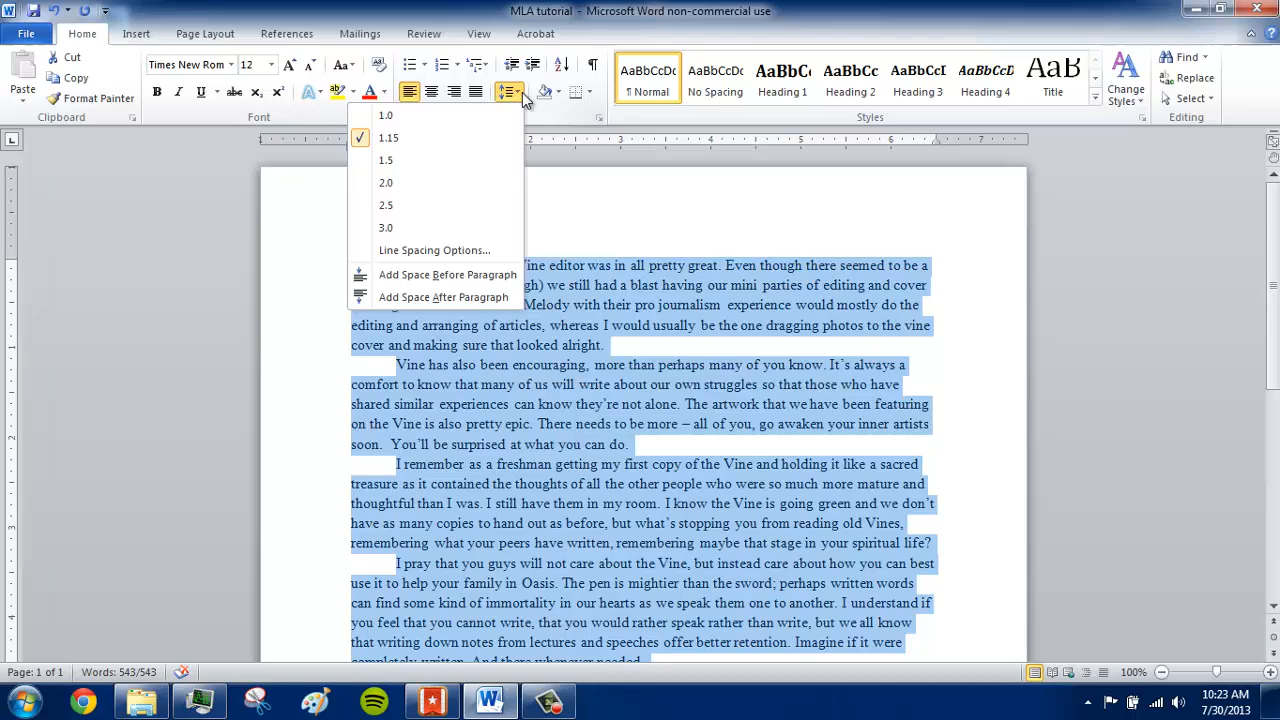 MLA tutorial - Microsoft Word non-commercial use
File Home Insert Page Layout References Mailings Review View Acrobat
Paste
Cut
Copy
Format Painter
Clipboard
Times New Rom 12 Aa
B I U
Font
AaBbCcDc AaBbCcDc AaBbC AaBbCc AaBbCcI AaBbCcI AaB
¶ Normal No Spacing Heading 1 Heading 2 Heading 3 Heading 4 Title
Styles
Change Styles
Find
Replace
Select
Editing
1.0
1.15
1.5
2.0
2.5
3.0
Line Spacing Options...
Add Space Before Paragraph
Add Space After Paragraph
2 3 4 5 6 7
editor was in all pretty great. Even though there seemed to be a
we still had a blast having our mini parties of editing and cover
Melody with their pro journalism experience would mostly do the
editing and arranging of articles, whereas I would usually be the one dragging photos to the vine
cover and making sure that looked alright.
Vine has also been encouraging, more than perhaps many of you know. It's always a
comfort to know that many of us will write about our own struggles so that those who have
shared similar experiences can know they're not alone. The artwork that we have been featuring
on the Vine is also pretty epic. There needs to be more – all of you, go awaken your inner artists
soon. You'll be surprised at what you can do.
I remember as a freshman getting my first copy of the Vine and holding it like a sacred
treasure as it contained the thoughts of all the other people who were so much more mature and
thoughtful than I was. I still have them in my room. I know the Vine is going green and we don't
have as many copies to hand out as before, but what's stopping you from reading old Vines,
remembering what your peers have written, remembering maybe that stage in your spiritual life?
I pray that you guys will not care about the Vine, but instead care about how you can best
use it to help your family in Oasis. The pen is mightier than the sword; perhaps written words
can find some kind of immortality in our hearts as we speak them one to another. I understand if
you feel that you cannot write, that you would rather speak rather than write, but we all know
that writing down notes from lectures and speeches offer better retention. Imagine if it were
completely written. And there whenever needed.
Page: 1 of 1 Words: 543/543 100%
10:23 AM
7/30/2013